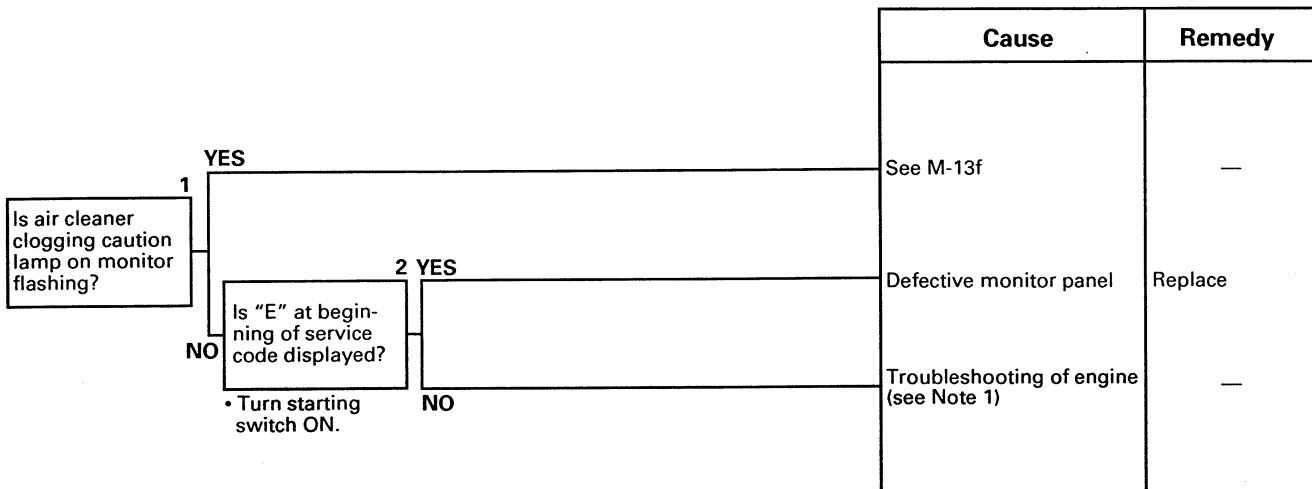 Cause
Remedy
YES
See M-13f
—
1
Is air cleaner
clogging caution
lamp on monitor
flashing?
2 YES
Defective monitor panel
Replace
Is “E” at begin-
ning of service
code displayed?
NO
• Turn starting
switch ON.
NO
Troubleshooting of engine
(see Note 1)
—